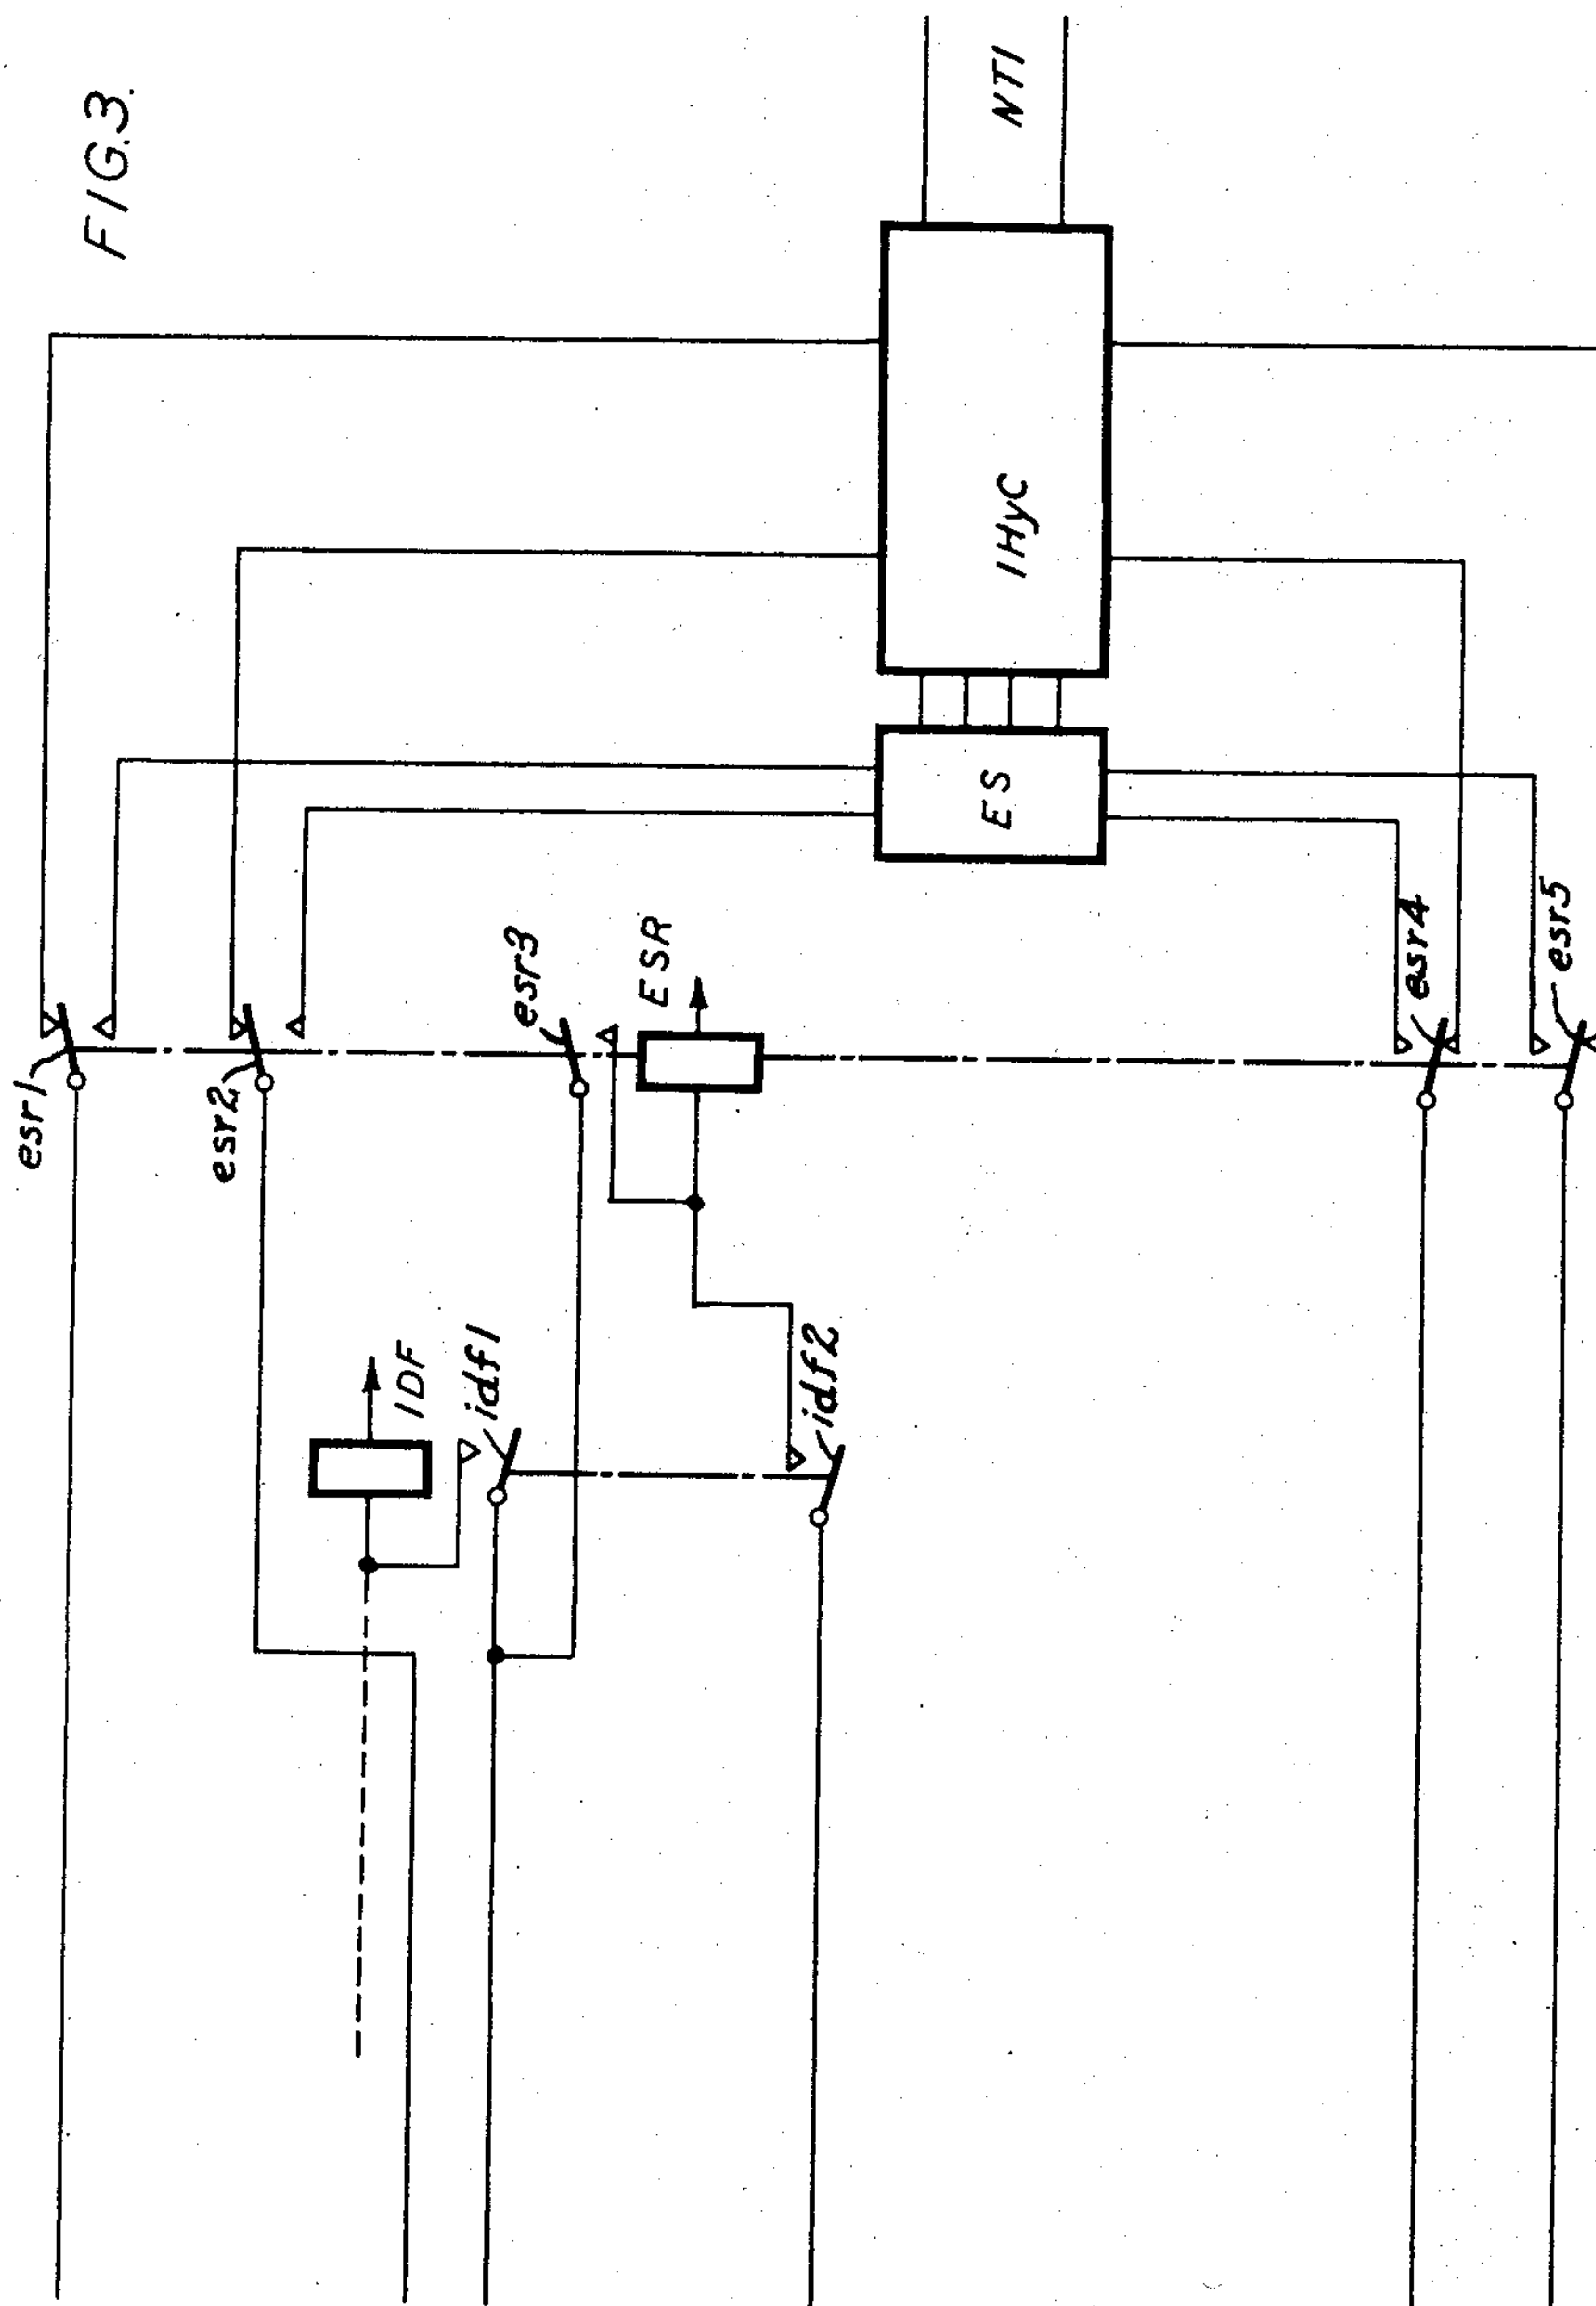 FIG.3.
NTI
IHyC
ES
esr1
esr2
esr3
ESR
esr4
esr5
IDF
idf1
idf2